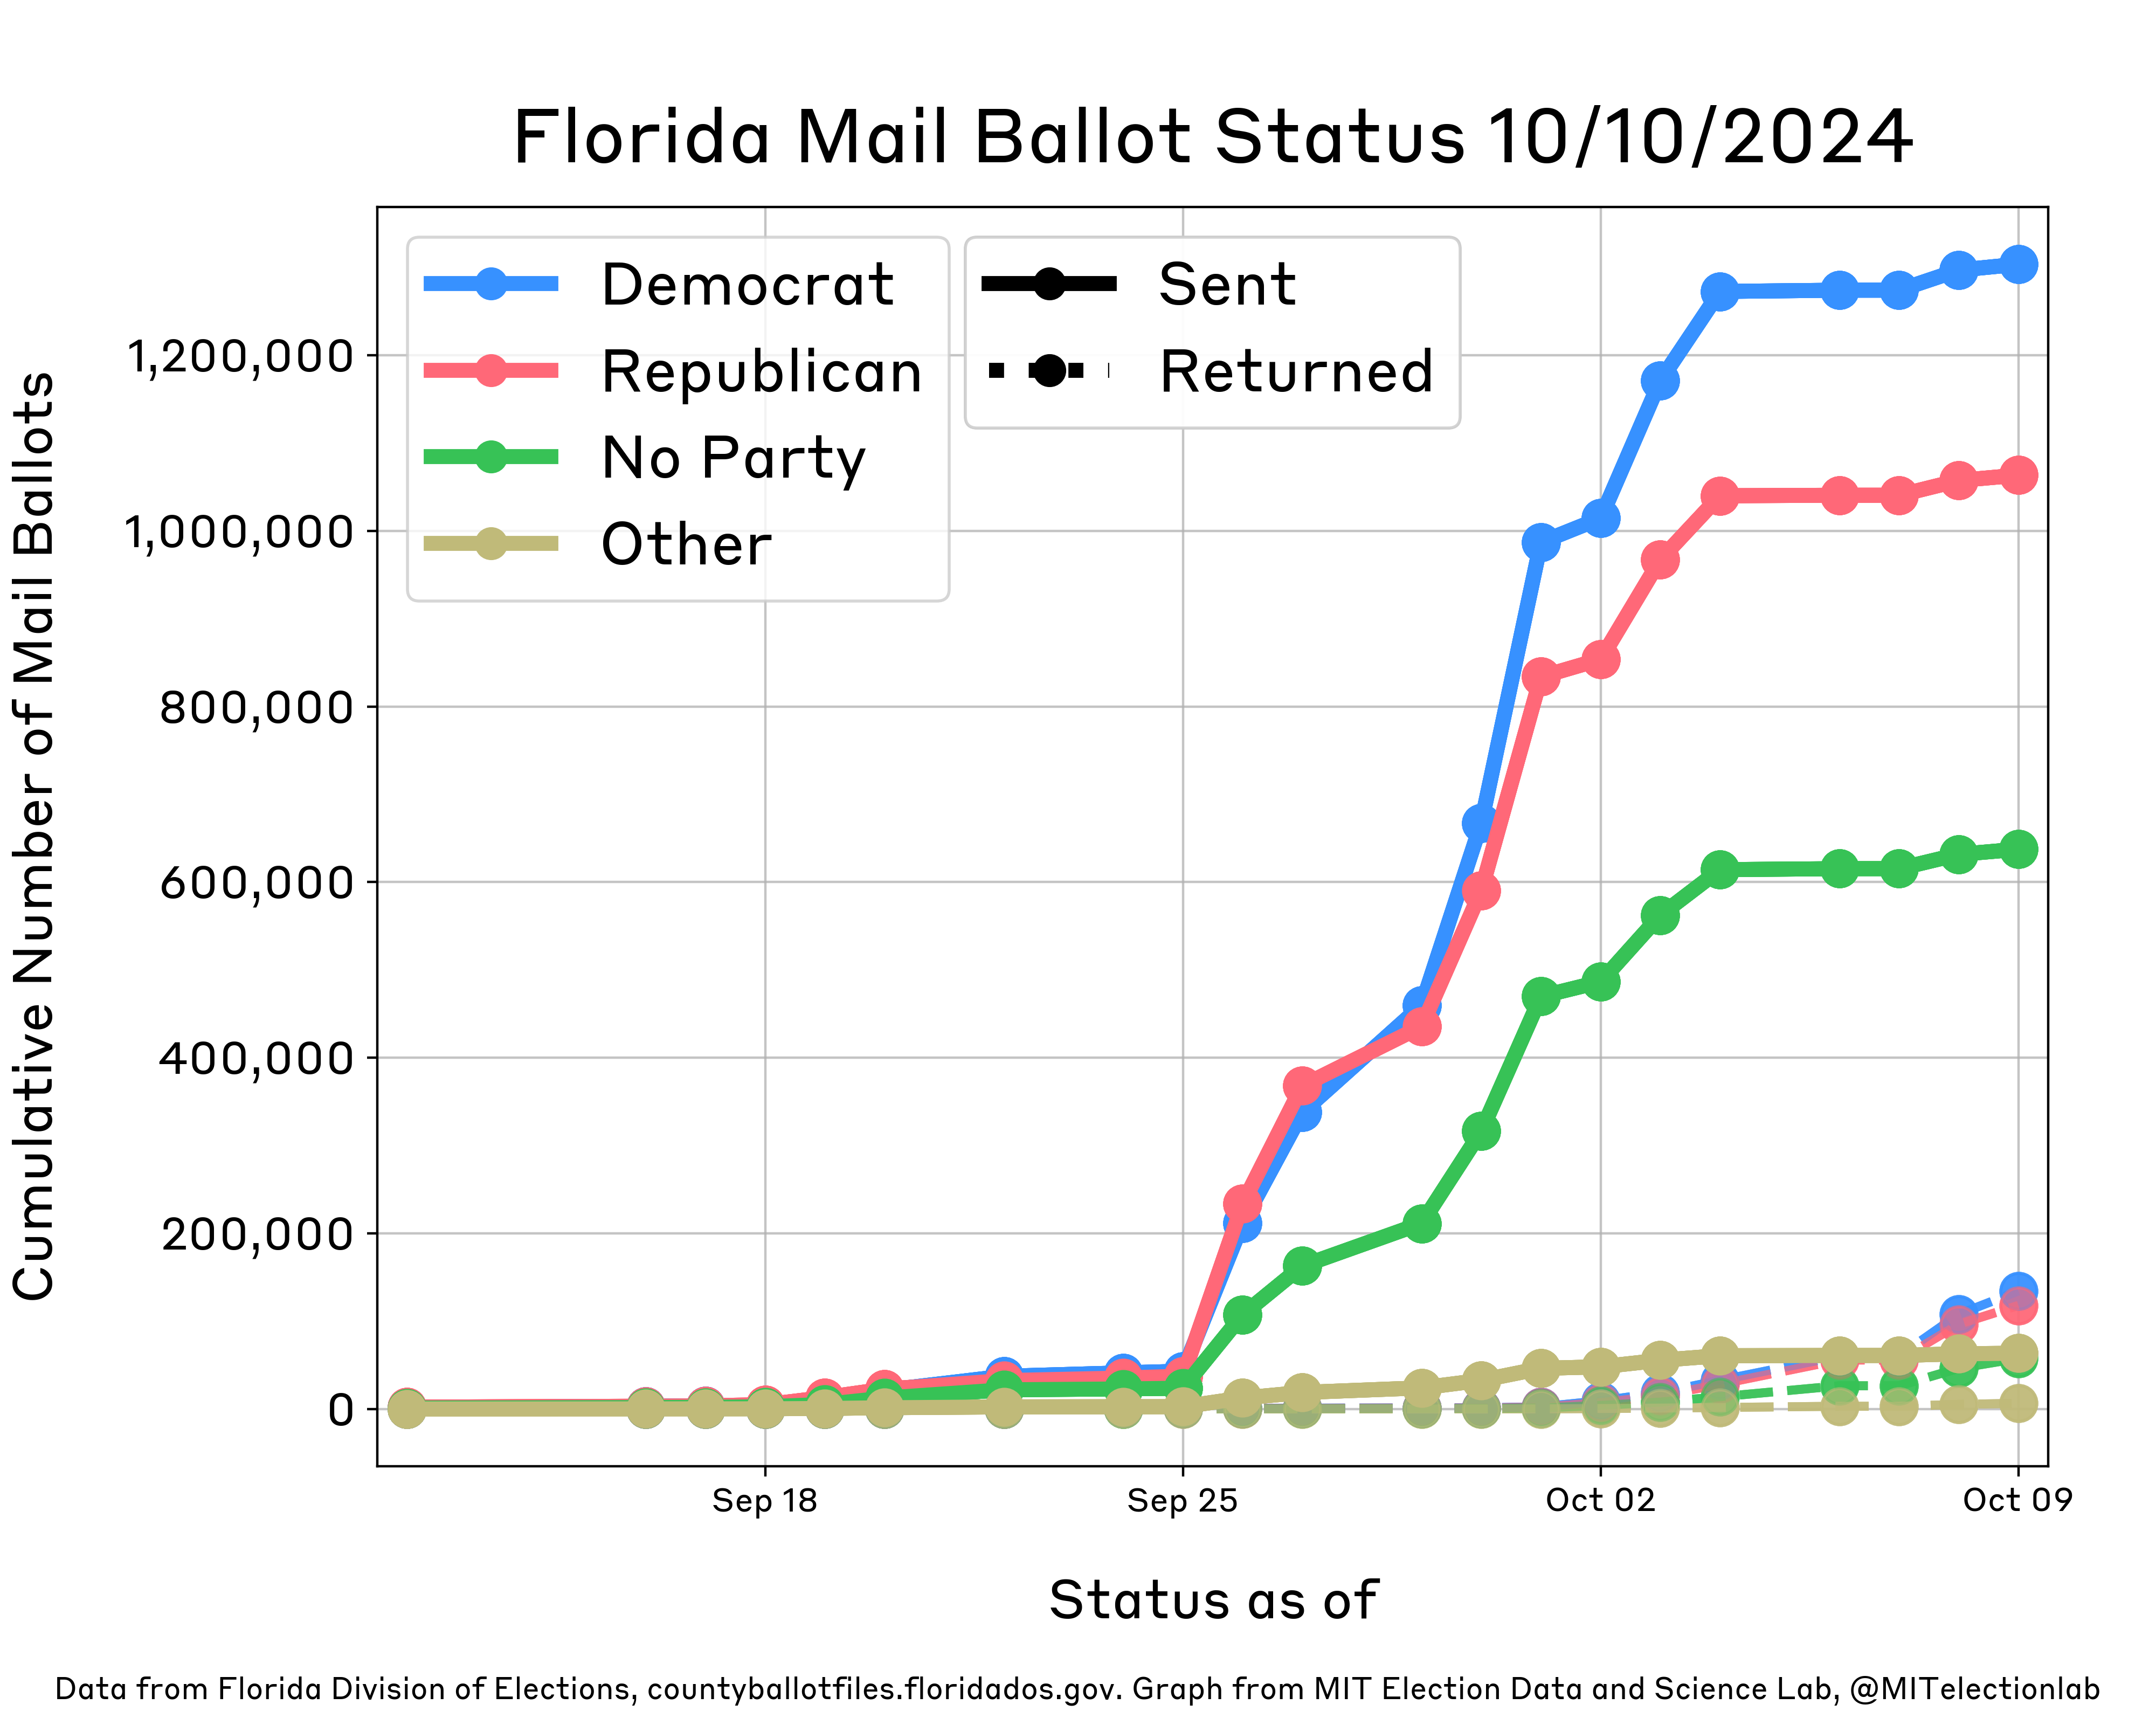 Florida Mail Ballot Status 10/10/2024
Democrat
Republican
No Party
Other
Sent
Returned
Cumulative Number of Mail Ballots
1,200,000
1,000,000
800,000
600,000
400,000
200,000
0
Sep 18
Sep 25
Oct 02
Oct 09
Status as of
Data from Florida Division of Elections, countyballotfiles.floridados.gov. Graph from MIT Election Data and Science Lab, @MITelectionlab